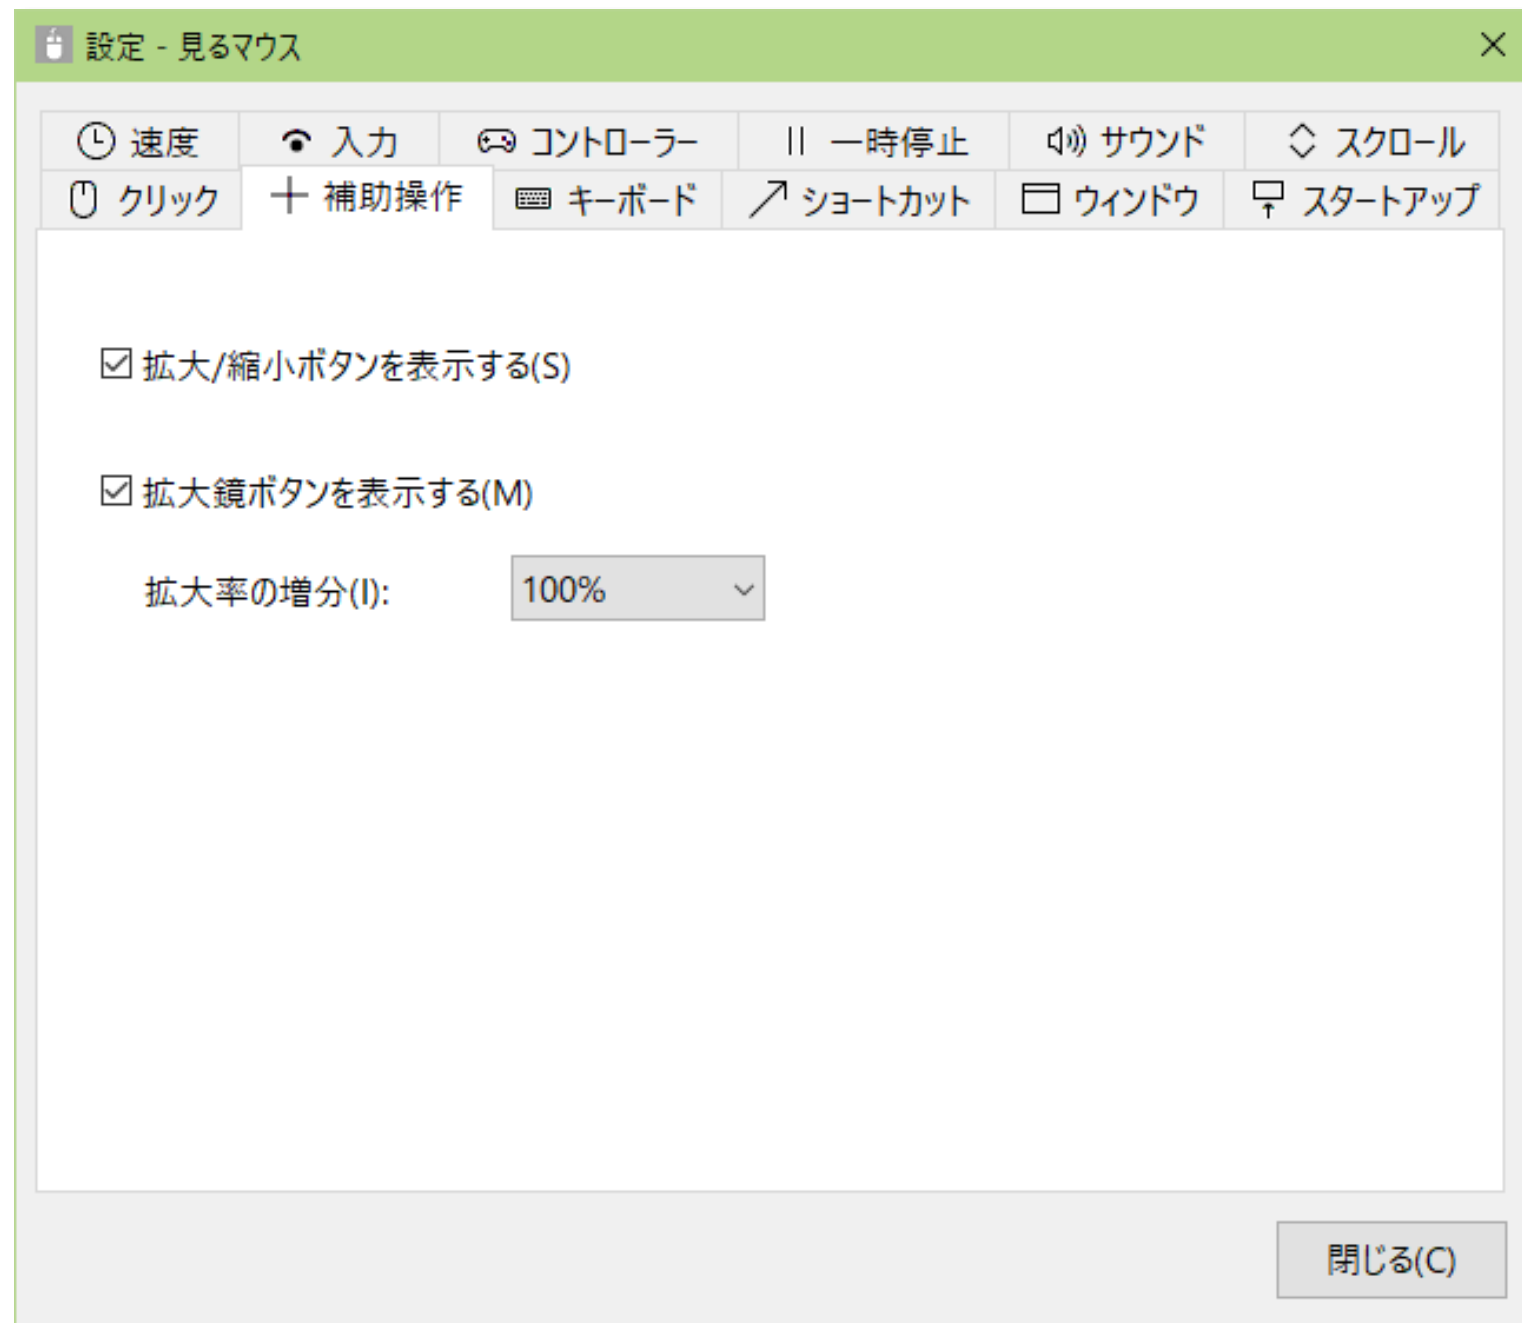 設定 - 見るマウス
速度 入力 コントローラー 一時停止 サウンド スクロール
クリック 補助操作 キーボード ショートカット ウィンドウ スタートアップ
拡大/縮小ボタンを表示する(S)
拡大鏡ボタンを表示する(M)
拡大率の増分(I): 100%
閉じる(C)